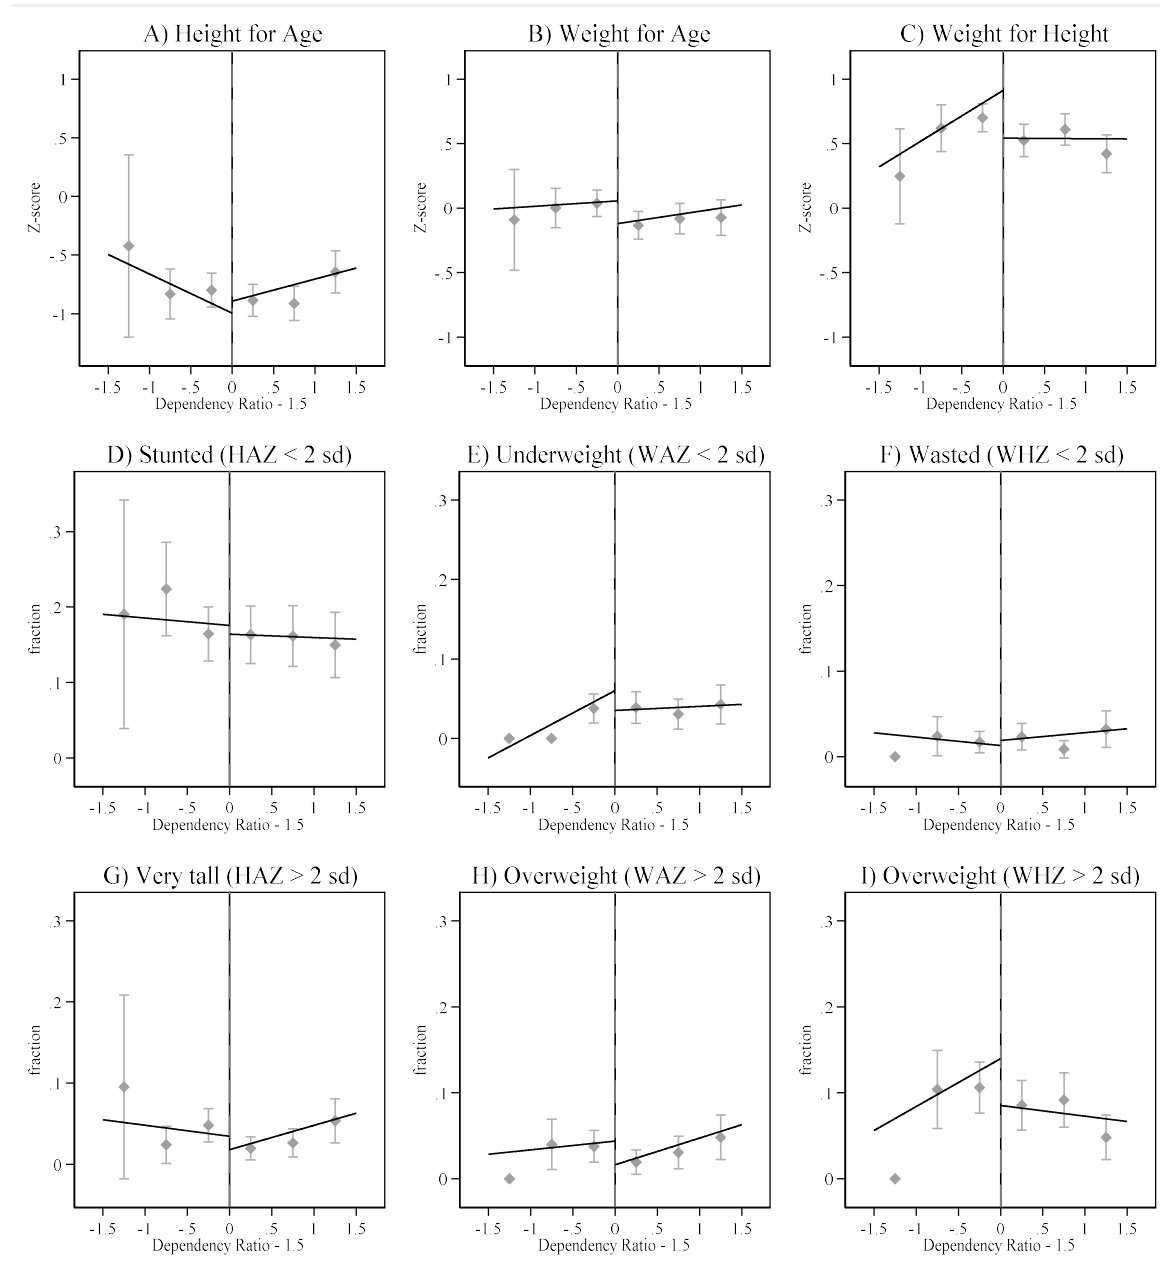 A) Height for Age
1
.5
0
-.5
-1
Z-score
-1.5 -1 -.5 0 .5 1 1.5
Dependency Ratio - 1.5
B) Weight for Age
1
.5
0
-.5
-1
Z-score
-1.5 -1 -.5 0 .5 1 1.5
Dependency Ratio - 1.5
C) Weight for Height
1
.5
0
-.5
-1
Z-score
-1.5 -1 -.5 0 .5 1 1.5
Dependency Ratio - 1.5
D) Stunted (HAZ < 2 sd)
.3
.2
.1
0
fraction
-1.5 -1 -.5 0 .5 1 1.5
Dependency Ratio - 1.5
E) Underweight (WAZ < 2 sd)
.3
.2
.1
0
fraction
-1.5 -1 -.5 0 .5 1 1.5
Dependency Ratio - 1.5
F) Wasted (WHZ < 2 sd)
.3
.2
.1
0
fraction
-1.5 -1 -.5 0 .5 1 1.5
Dependency Ratio - 1.5
G) Very tall (HAZ > 2 sd)
.3
.2
.1
0
fraction
-1.5 -1 -.5 0 .5 1 1.5
Dependency Ratio - 1.5
H) Overweight (WAZ > 2 sd)
.3
.2
.1
0
fraction
-1.5 -1 -.5 0 .5 1 1.5
Dependency Ratio - 1.5
I) Overweight (WHZ > 2 sd)
.3
.2
.1
0
fraction
-1.5 -1 -.5 0 .5 1 1.5
Dependency Ratio - 1.5